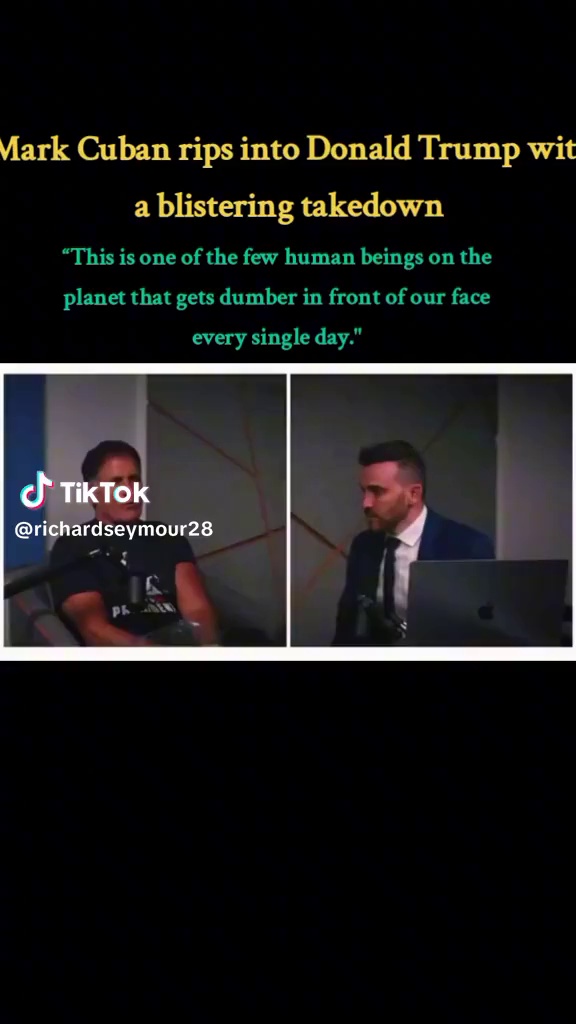 Mark Cuban rips into Donald Trump wit
a blistering takedown
“This is one of the few human beings on the
planet that gets dumber in front of our face
every single day."
TikTok
@richardseymour28